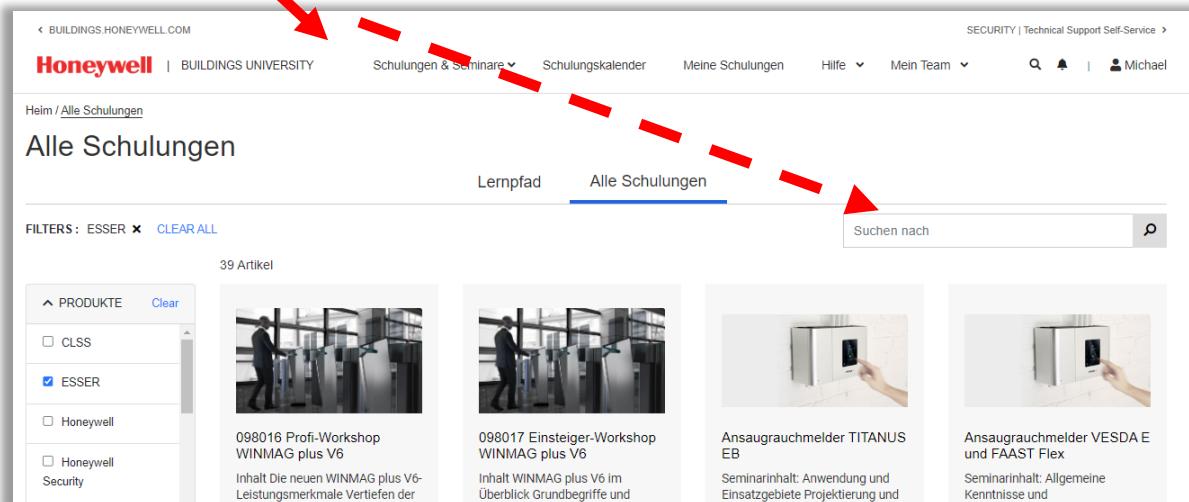 BUILDINGS.HONEYWELL.COM
SECURITY | Technical Support Self-Service
Honeywell | BUILDINGS UNIVERSITY
Schulungen & Seminare
Schulungskalender
Meine Schulungen
Hilfe
Mein Team
Michael
Heim / Alle Schulungen
Alle Schulungen
Lernpfad
Alle Schulungen
FILTERS : ESSER × CLEAR ALL
Suchen nach
39 Artikel
PRODUKTE
Clear
CLSS
ESSER
Honeywell
Honeywell
Security
098016 Profi-Workshop
WINMAG plus V6
Inhalt Die neuen WINMAG plus V6-
Leistungsmerkmale Vertiefen der
098017 Einsteiger-Workshop
WINMAG plus V6
Inhalt WINMAG plus V6 im
Überblick Grundbegriffe und
Ansaugrauchmelder TITANUS
EB
Seminarinhalt: Anwendung und
Einsatzgebiete Projektierung und
Ansaugrauchmelder VESDA E
und FAAST Flex
Seminarinhalt: Allgemeine
Kenntnisse und